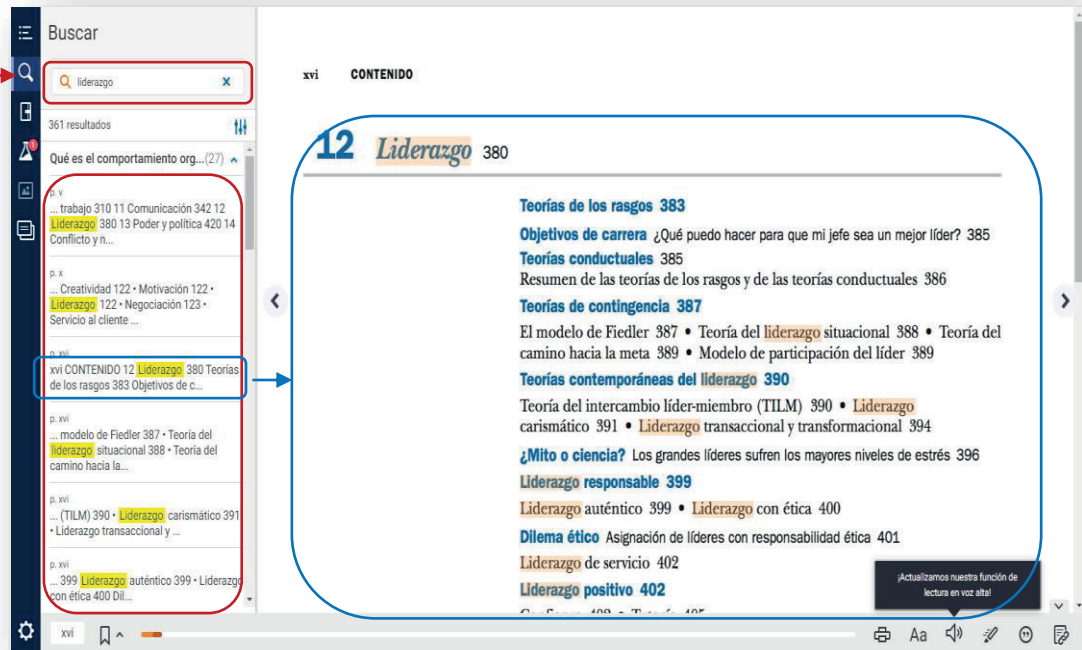 Buscar
liderazgo
361 resultados
Qué es el comportamiento org...(27)
p. v
... trabajo 310 11 Comunicación 342 12
Liderazgo 380 13 Poder y política 420 14
Conflicto y n...
p. x
... Creatividad 122 • Motivación 122 •
Liderazgo 122 • Negociación 123 •
Servicio al cliente ...
p. xvi
xvi CONTENIDO 12 Liderazgo 380 Teorías
de los rasgos 383 Objetivos de c...
p. xvi
... modelo de Fiedler 387 • Teoría del
liderazgo situacional 388 • Teoría del
camino hacia la...
p. xvi
... (TILM) 390 • Liderazgo carismático 391
• Liderazgo transaccional y ...
p. xvi
... 399 Liderazgo auténtico 399 • Liderazgo
con ética 400 Dil...
xvi CONTENIDO
12 Liderazgo 380
Teorías de los rasgos 383
Objetivos de carrera ¿Qué puedo hacer para que mi jefe sea un mejor líder? 385
Teorías conductuales 385
Resumen de las teorías de los rasgos y de las teorías conductuales 386
Teorías de contingencia 387
El modelo de Fiedler 387 • Teoría del liderazgo situacional 388 • Teoría del
camino hacia la meta 389 • Modelo de participación del líder 389
Teorías contemporáneas del liderazgo 390
Teoría del intercambio líder-miembro (TILM) 390 • Liderazgo
carismático 391 • Liderazgo transaccional y transformacional 394
¿Mito o ciencia? Los grandes líderes sufren los mayores niveles de estrés 396
Liderazgo responsable 399
Liderazgo auténtico 399 • Liderazgo con ética 400
Dilema ético Asignación de líderes con responsabilidad ética 401
Liderazgo de servicio 402
Liderazgo positivo 402
¡Actualizamos nuestra función de
lectura en voz alta!
xvi
Aa